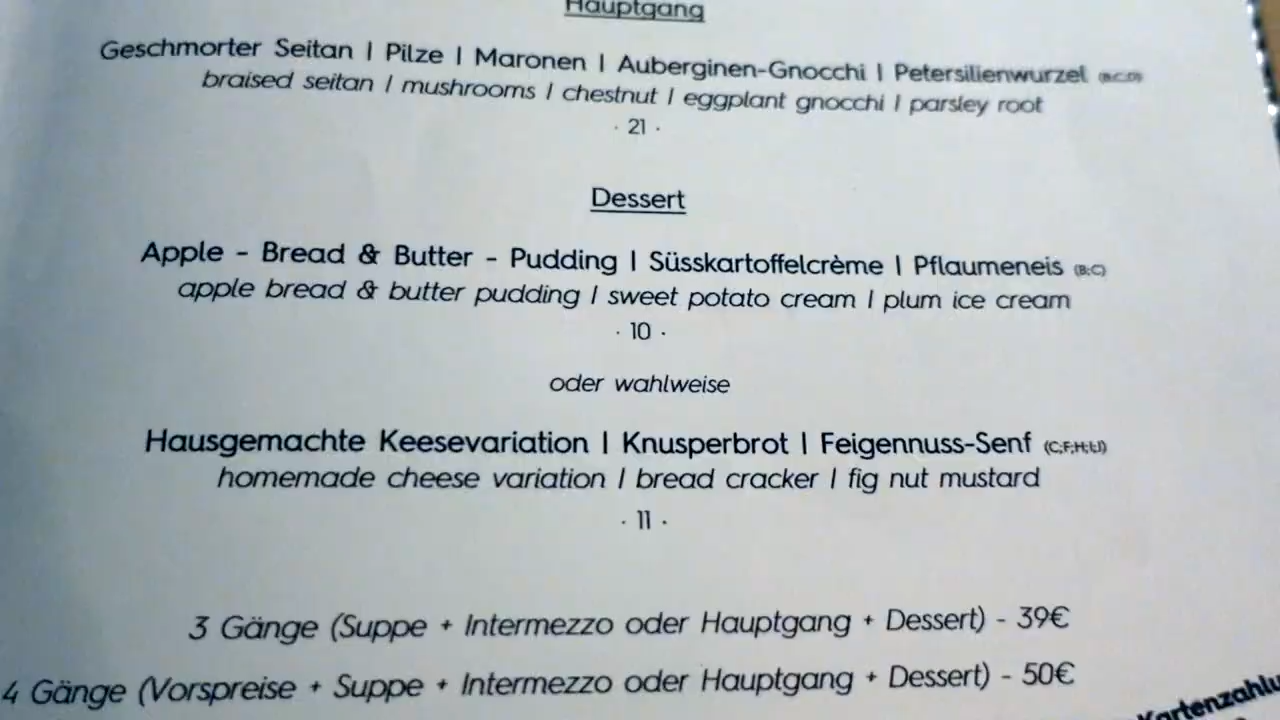 Hauptgang
Geschmorter Seitan | Pilze | Maronen | Auberginen-Gnocchi | Petersilienwurzel (B;C;D)
braised seitan | mushrooms | chestnut | eggplant gnocchi | parsley root
· 21 ·
Dessert
Apple - Bread & Butter - Pudding | Süsskartoffelcrème | Pflaumeneis (B;C)
apple bread & butter pudding | sweet potato cream | plum ice cream
· 10 ·
oder wahlweise
Hausgemachte Keesevariation | Knusperbrot | Feigennuss-Senf
homemade cheese variation | bread cracker | fig nut mustard
· 11 ·
3 Gänge (Suppe + Intermezzo oder Hauptgang + Dessert) - 39€
4 Gänge (Vorspreise + Suppe + Intermezzo oder Hauptgang + Dessert) - 50€
Kartenzahlu